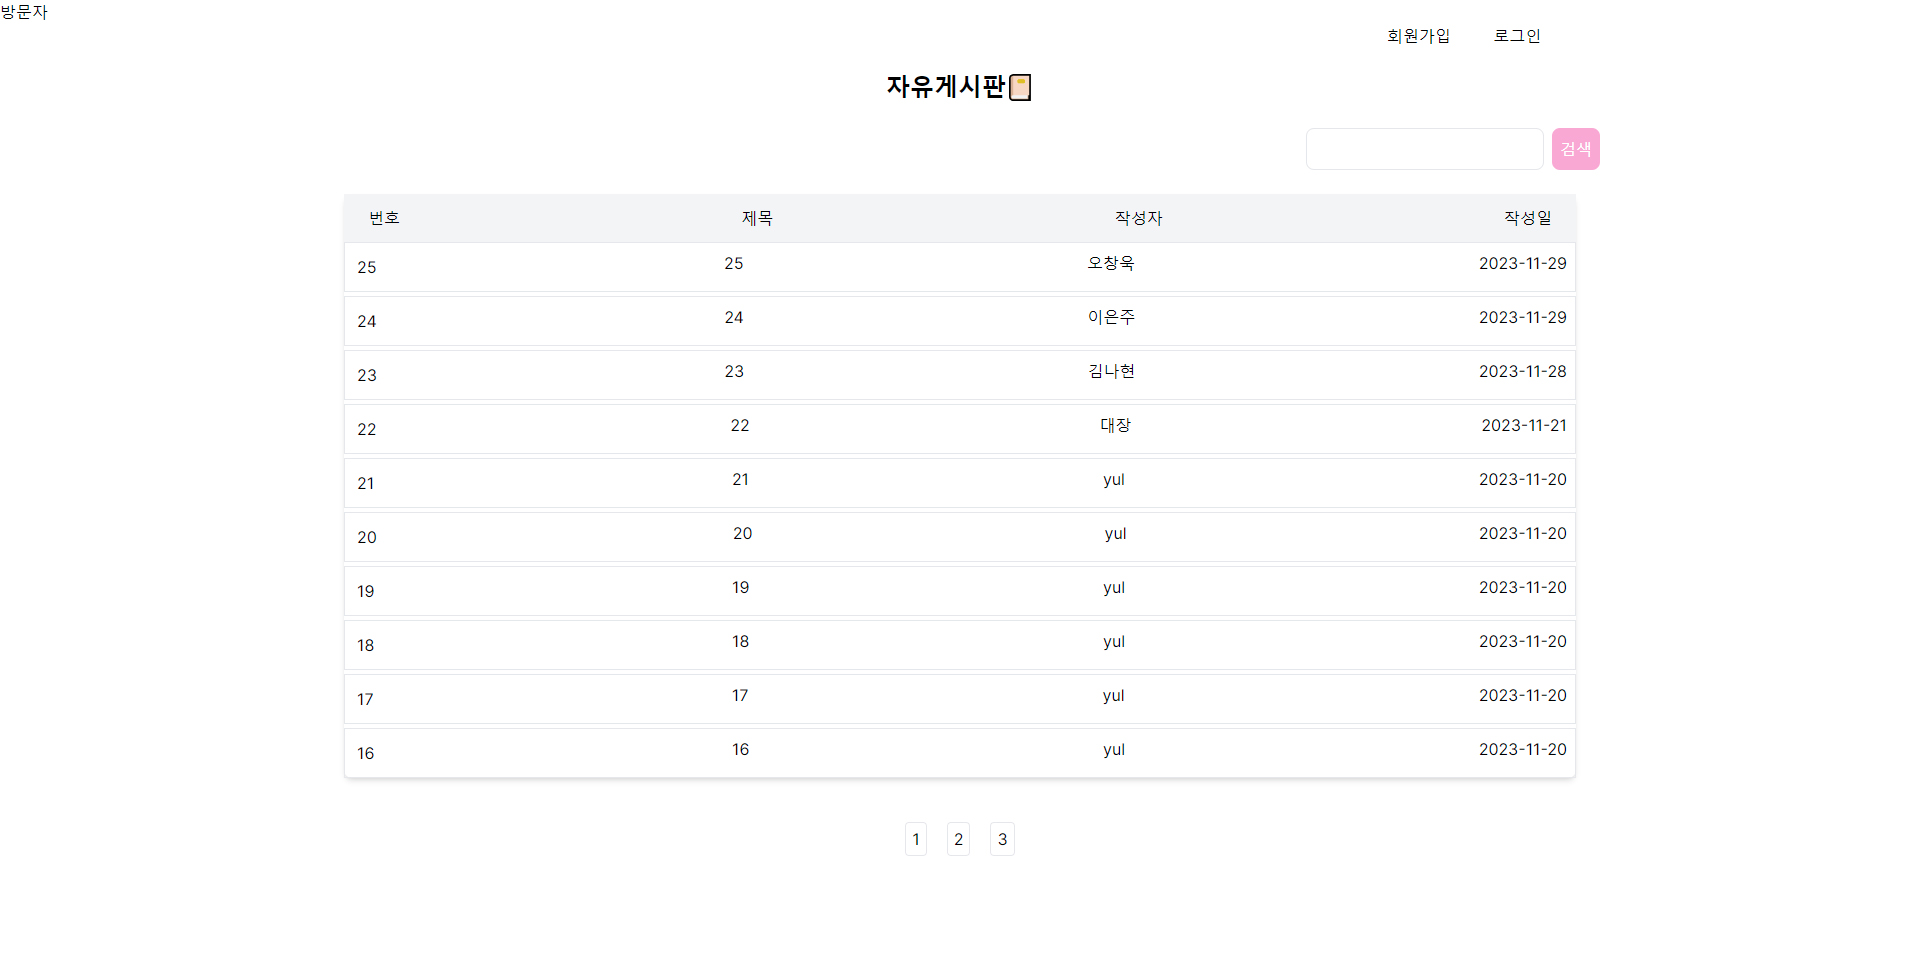 방문자
회원가입 로그인
자유게시판
검색
번호 제목 작성자 작성일
25 25 오창욱 2023-11-29
24 24 이은주 2023-11-29
23 23 김나현 2023-11-28
22 22 대장 2023-11-21
21 21 yul 2023-11-20
20 20 yul 2023-11-20
19 19 yul 2023-11-20
18 18 yul 2023-11-20
17 17 yul 2023-11-20
16 16 yul 2023-11-20
1 2 3